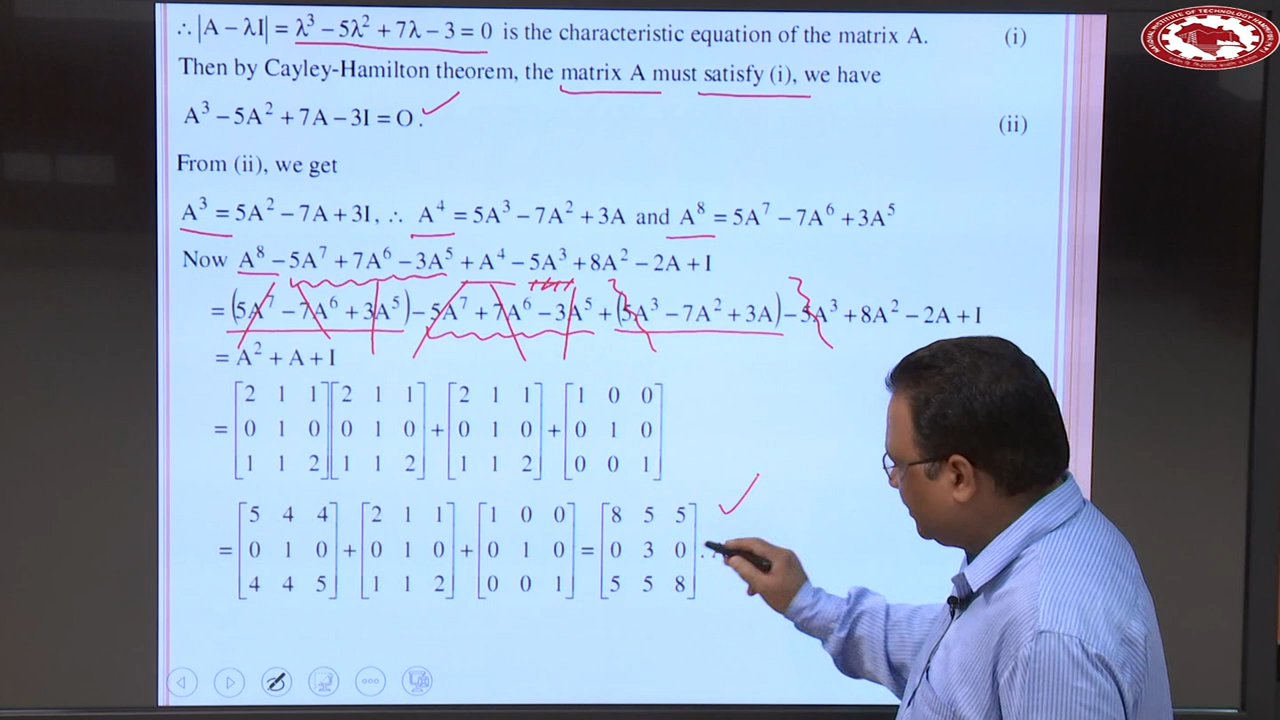 ∴ |A − λI| = λ³ − 5λ² + 7λ − 3 = 0 is the characteristic equation of the matrix A. (i)
Then by Cayley-Hamilton theorem, the matrix A must satisfy (i), we have
A³ − 5A² + 7A − 3I = O. (ii)
From (ii), we get
A³ = 5A² − 7A + 3I, ∴ A⁴ = 5A³ − 7A² + 3A and A⁸ = 5A⁷ − 7A⁶ + 3A⁵
Now A⁸ − 5A⁷ + 7A⁶ − 3A⁵ + A⁴ − 5A³ + 8A² − 2A + I
= (5A⁷ − 7A⁶ + 3A⁵) − 5A⁷ + 7A⁶ − 3A⁵ + (5A³ − 7A² + 3A) − 5A³ + 8A² − 2A + I
= A² + A + I
= [2 1 1] [2 1 1] + [2 1 1] + [1 0 0]
[0 1 0] [0 1 0] [0 1 0] [0 1 0]
[1 1 2] [1 1 2] [1 1 2] [0 0 1]
= [5 4 4] + [2 1 1] + [1 0 0] = [8 5 5]
[0 1 0] [0 1 0] [0 1 0] [0 3 0].
[4 4 5] [1 1 2] [0 0 1] [5 5 8]